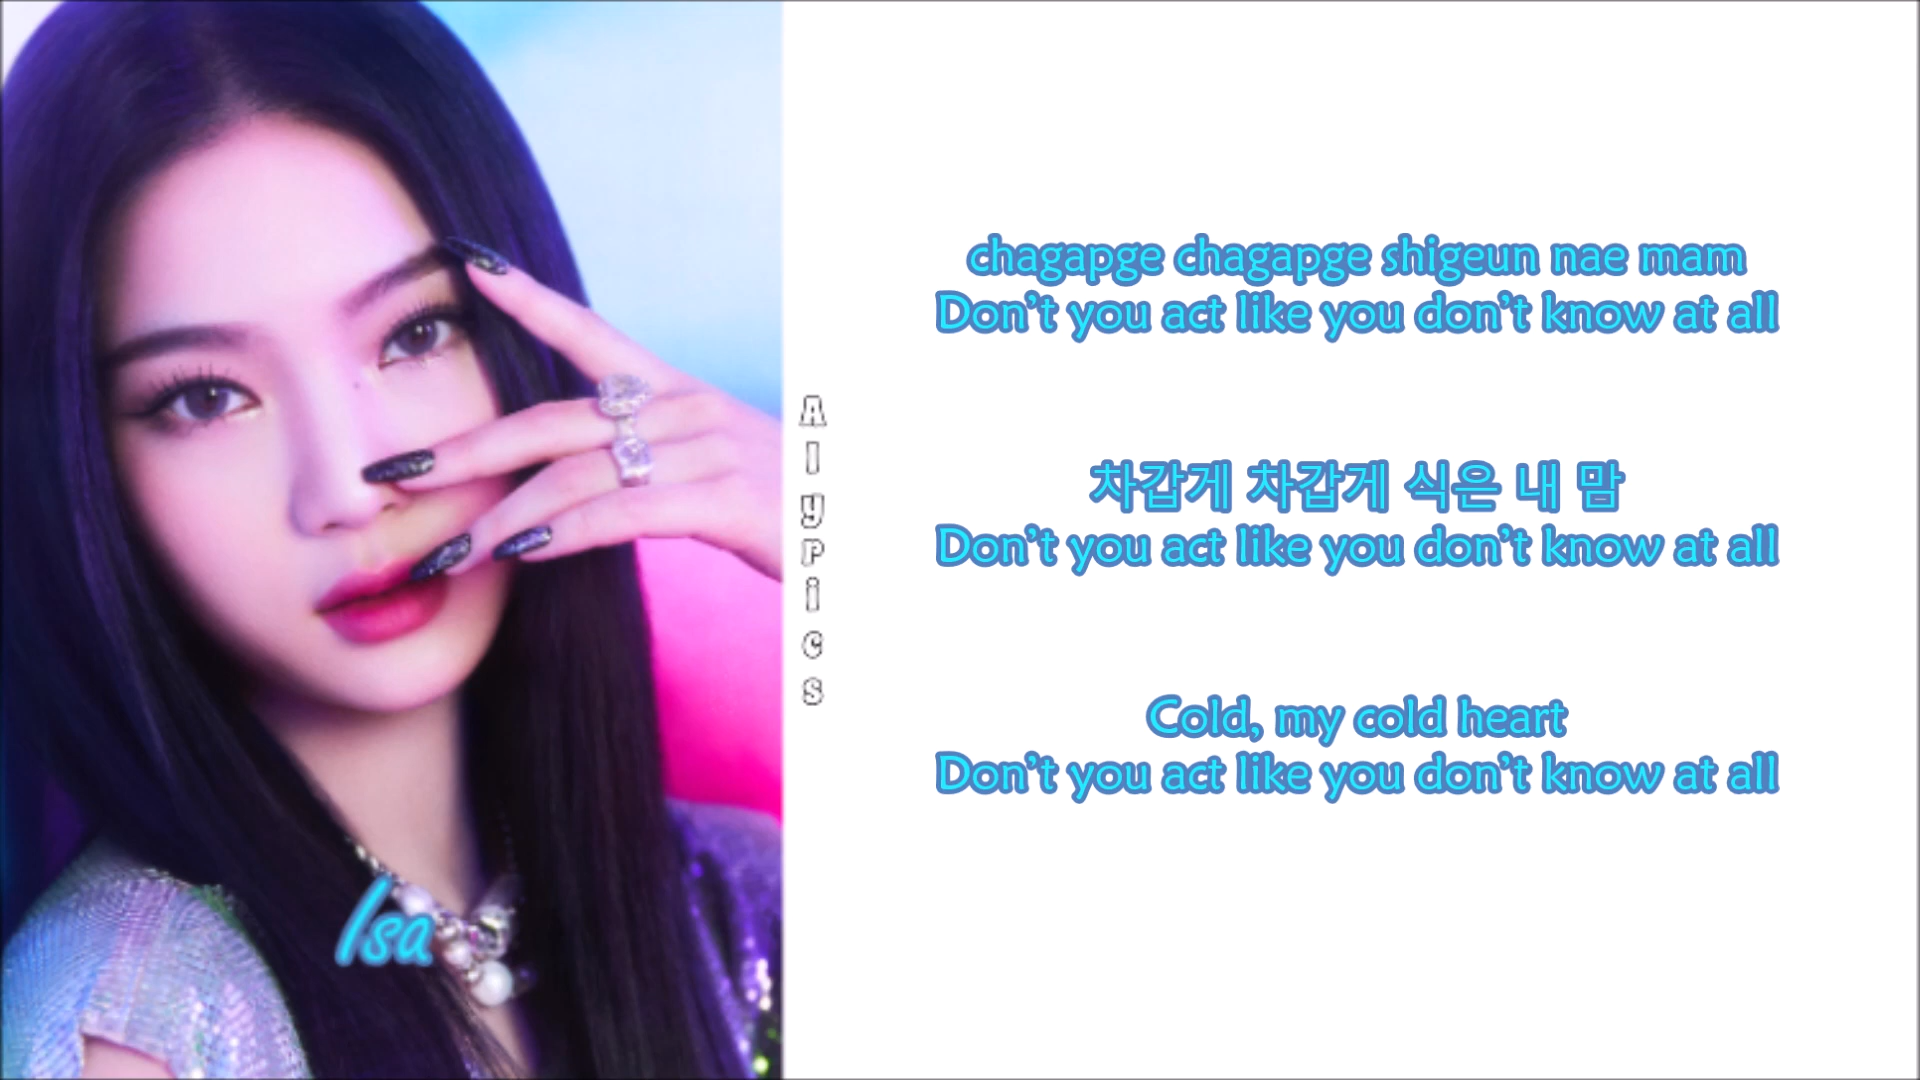 chagapge chagapge shigeun nae mam
Don't you act like you don't know at all
차갑게 차갑게 식은 내 맘
Don't you act like you don't know at all
Cold, my cold heart
Don't you act like you don't know at all
Alypics
Isa